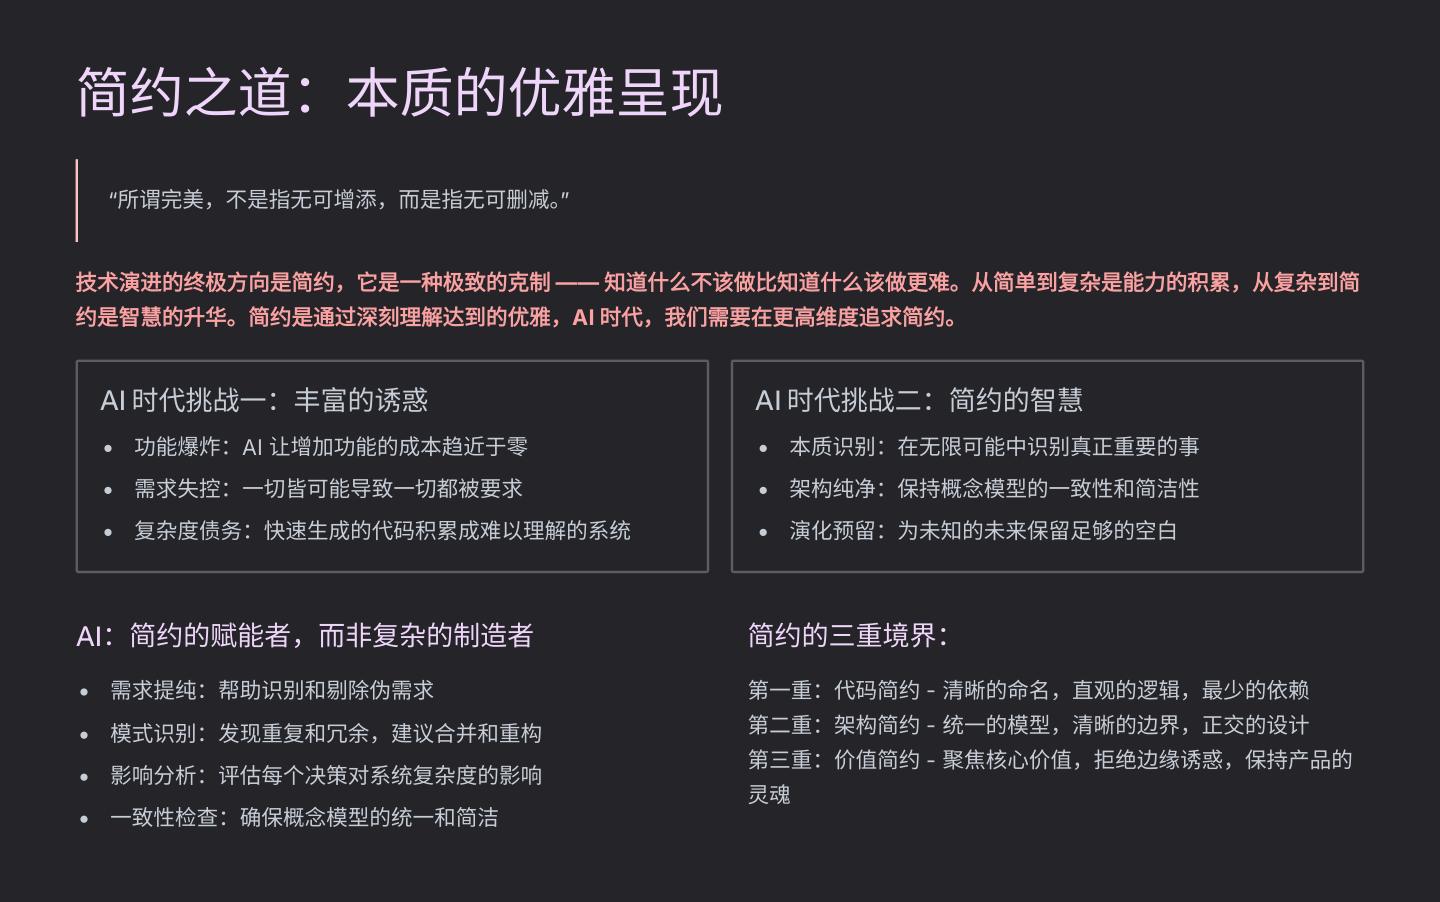 简约之道：本质的优雅呈现
“所谓完美，不是指无可增添，而是指无可删减。”
技术演进的终极方向是简约，它是一种极致的克制 —— 知道什么不该做比知道什么该做更难。从简单到复杂是能力的积累，从复杂到简
约是智慧的升华。简约是通过深刻理解达到的优雅，AI 时代，我们需要在更高维度追求简约。
AI 时代挑战一：丰富的诱惑
• 功能爆炸：AI 让增加功能的成本趋近于零
• 需求失控：一切皆可能导致一切都被要求
• 复杂度债务：快速生成的代码积累成难以理解的系统
AI 时代挑战二：简约的智慧
• 本质识别：在无限可能中识别真正重要的事
• 架构纯净：保持概念模型的一致性和简洁性
• 演化预留：为未知的未来保留足够的空白
AI：简约的赋能者，而非复杂的制造者
• 需求提纯：帮助识别和剔除伪需求
• 模式识别：发现重复和冗余，建议合并和重构
• 影响分析：评估每个决策对系统复杂度的影响
• 一致性检查：确保概念模型的统一和简洁
简约的三重境界：
第一重：代码简约 - 清晰的命名，直观的逻辑，最少的依赖
第二重：架构简约 - 统一的模型，清晰的边界，正交的设计
第三重：价值简约 - 聚焦核心价值，拒绝边缘诱惑，保持产品的
灵魂